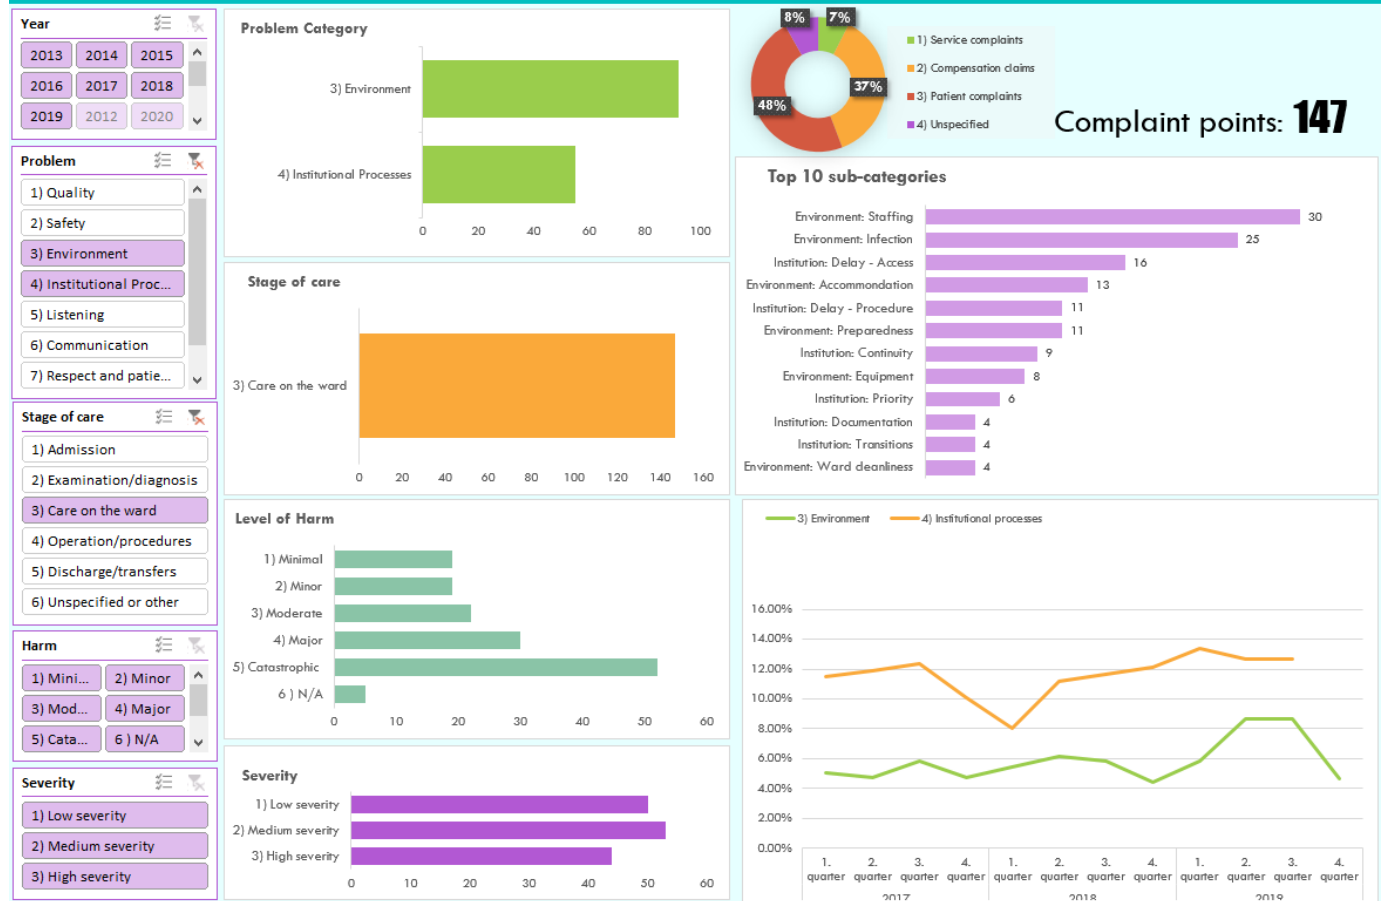 Year
2013 2014 2015
2016 2017 2018
2019 2012 2020
Problem
1) Quality
2) Safety
3) Environment
4) Institutional Proc...
5) Listening
6) Communication
7) Respect and patie...
Stage of care
1) Admission
2) Examination/diagnosis
3) Care on the ward
4) Operation/procedures
5) Discharge/transfers
6) Unspecified or other
Harm
1) Mini... 2) Minor
3) Mod... 4) Major
5) Cata... 6 ) N/A
Severity
1) Low severity
2) Medium severity
3) High severity
Problem Category
3) Environment
4) Institutional Processes
0 20 40 60 80 100
Stage of care
3) Care on the ward
0 20 40 60 80 100 120 140 160
Level of Harm
1) Minimal
2) Minor
3) Moderate
4) Major
5) Catastrophic
6 ) N/A
0 10 20 30 40 50 60
Severity
1) Low severity
2) Medium severity
3) High severity
0 10 20 30 40 50 60
8% 7%
37%
48%
1) Service complaints
2) Compensation claims
3) Patient complaints
4) Unspecified
Complaint points: 147
Top 10 sub-categories
Environment: Staffing 30
Environment: Infection 25
Institution: Delay - Access 16
Environment: Accommondation 13
Institution: Delay - Procedure 11
Environment: Preparedness 11
Institution: Continuity 9
Environment: Equipment 8
Institution: Priority 6
Institution: Documentation 4
Institution: Transitions 4
Environment: Ward cleanliness 4
3) Environment 4) Institutional processes
16.00%
14.00%
12.00%
10.00%
8.00%
6.00%
4.00%
2.00%
0.00%
1. 2. 3. 4. 1. 2. 3. 4. 1. 2. 3. 4.
quarter quarter quarter quarter quarter quarter quarter quarter quarter quarter quarter quarter
2017 2018 2019